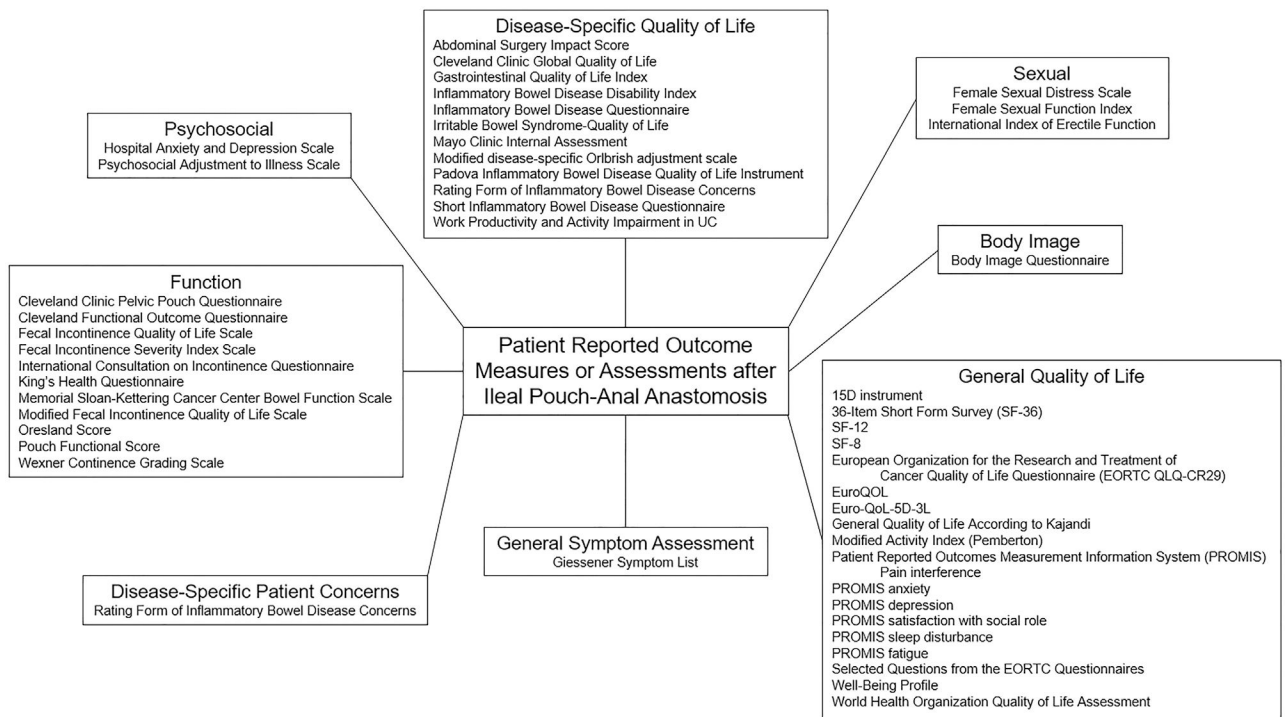 Disease-Specific Quality of Life
Abdominal Surgery Impact Score
Cleveland Clinic Global Quality of Life
Gastrointestinal Quality of Life Index
Inflammatory Bowel Disease Disability Index
Inflammatory Bowel Disease Questionnaire
Irritable Bowel Syndrome-Quality of Life
Mayo Clinic Internal Assessment
Modified disease-specific Orlbrish adjustment scale
Padova Inflammatory Bowel Disease Quality of Life Instrument
Rating Form of Inflammatory Bowel Disease Concerns
Short Inflammatory Bowel Disease Questionnaire
Work Productivity and Activity Impairment in UC
Sexual
Female Sexual Distress Scale
Female Sexual Function Index
International Index of Erectile Function
Psychosocial
Hospital Anxiety and Depression Scale
Psychosocial Adjustment to Illness Scale
Body Image
Body Image Questionnaire
Function
Cleveland Clinic Pelvic Pouch Questionnaire
Cleveland Functional Outcome Questionnaire
Fecal Incontinence Quality of Life Scale
Fecal Incontinence Severity Index Scale
International Consultation on Incontinence Questionnaire
King's Health Questionnaire
Memorial Sloan-Kettering Cancer Center Bowel Function Scale
Modified Fecal Incontinence Quality of Life Scale
Oresland Score
Pouch Functional Score
Wexner Continence Grading Scale
Patient Reported Outcome
Measures or Assessments after
Ileal Pouch-Anal Anastomosis
General Quality of Life
15D instrument
36-Item Short Form Survey (SF-36)
SF-12
SF-8
European Organization for the Research and Treatment of
Cancer Quality of Life Questionnaire (EORTC QLQ-CR29)
EuroQOL
Euro-QoL-5D-3L
General Quality of Life According to Kajandi
Modified Activity Index (Pemberton)
Patient Reported Outcomes Measurement Information System (PROMIS)
Pain interference
PROMIS anxiety
PROMIS depression
PROMIS satisfaction with social role
PROMIS sleep disturbance
PROMIS fatigue
Selected Questions from the EORTC Questionnaires
Well-Being Profile
World Health Organization Quality of Life Assessment
General Symptom Assessment
Giessener Symptom List
Disease-Specific Patient Concerns
Rating Form of Inflammatory Bowel Disease Concerns